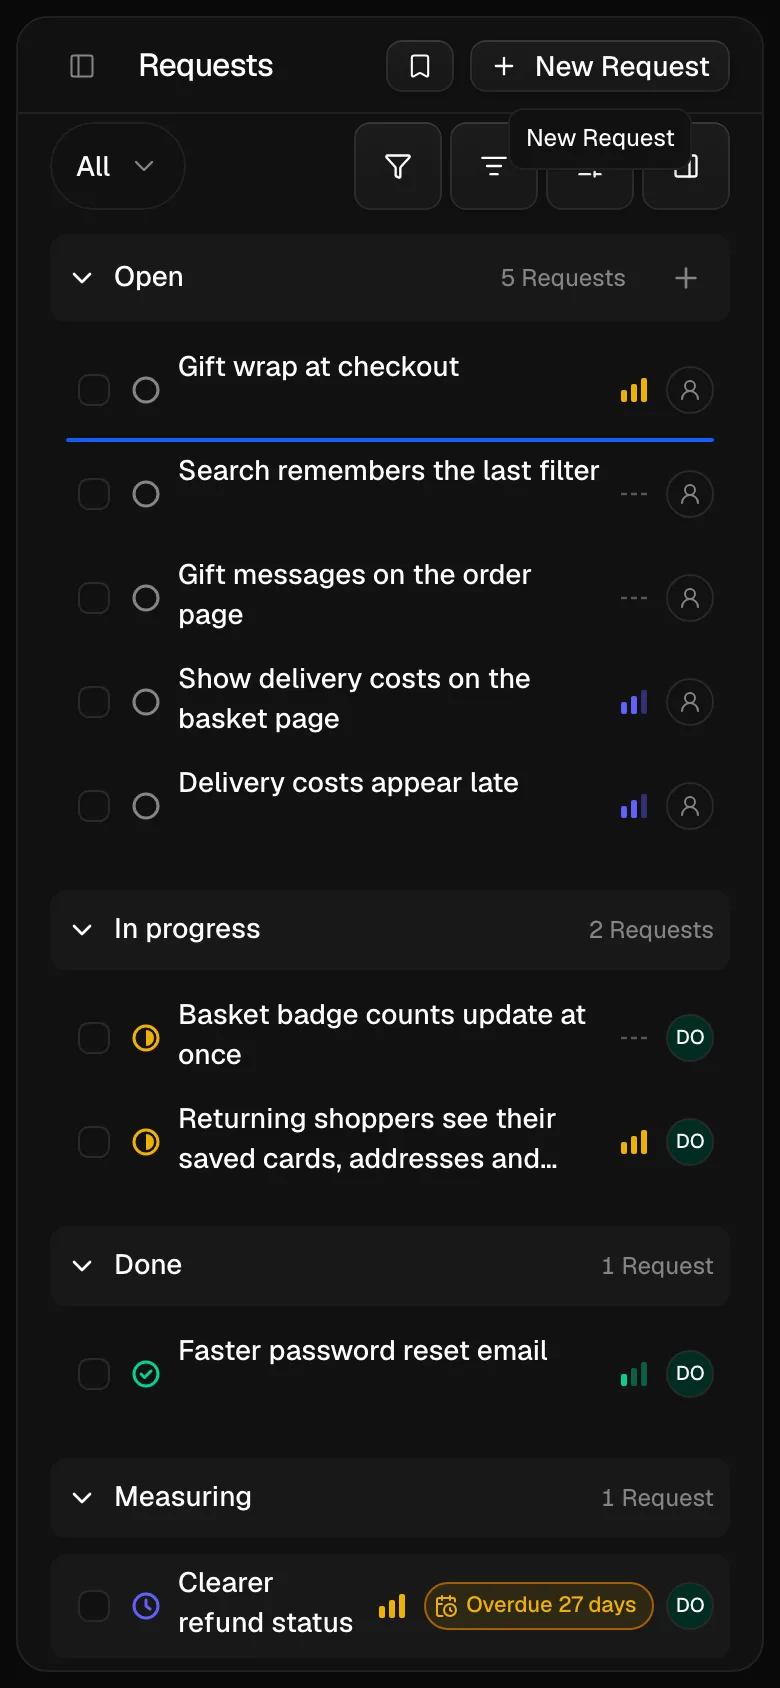 Requests
New Request
New Request
All
Open
5 Requests
Gift wrap at checkout
Search remembers the last filter
Gift messages on the order
page
Show delivery costs on the
basket page
Delivery costs appear late
In progress
2 Requests
Basket badge counts update at
once
DO
Returning shoppers see their
saved cards, addresses and...
DO
Done
1 Request
Faster password reset email
DO
Measuring
1 Request
Clearer
refund status
Overdue 27 days
DO